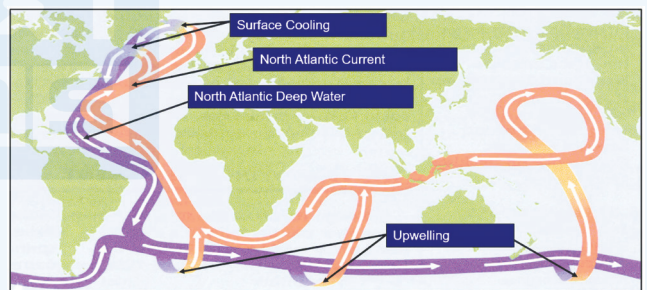 Surface Cooling
North Atlantic Current
North Atlantic Deep Water
Upwelling